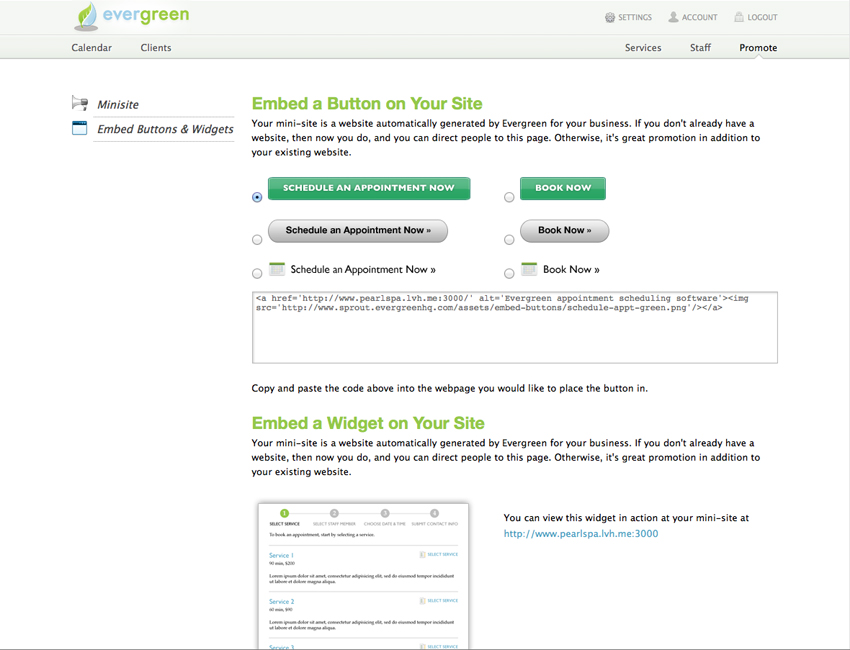 evergreen
SETTINGS ACCOUNT LOGOUT
Calendar Clients Services Staff Promote
Minisite
Embed Buttons & Widgets
Embed a Button on Your Site
Your mini-site is a website automatically generated by Evergreen for your business. If you don't already have a
website, then now you do, and you can direct people to this page. Otherwise, it's great promotion in addition to
your existing website.
SCHEDULE AN APPOINTMENT NOW BOOK NOW
Schedule an Appointment Now » Book Now »
Schedule an Appointment Now » Book Now »
<a href='http://www.pearlspa.lvh.me:3000/' alt='Evergreen appointment scheduling software'><img
src='http://www.sprout.evergreenhq.com/assets/embed-buttons/schedule-appt-green.png'/></a>
Copy and paste the code above into the webpage you would like to place the button in.
Embed a Widget on Your Site
Your mini-site is a website automatically generated by Evergreen for your business. If you don't already have a
website, then now you do, and you can direct people to this page. Otherwise, it's great promotion in addition to
your existing website.
1 2 3 4
SELECT SERVICE SELECT STAFF MEMBER CHOOSE DATE & TIME SUBMIT CONTACT INFO
To book an appointment, start by selecting a service.
Service 1 SELECT SERVICE
90 min, $200
Lorem ipsum dolor sit amet, consectetur adipisicing elit, sed do eiusmod tempor incididunt
ut labore et dolore magna aliqua.
Service 2 SELECT SERVICE
60 min, $90
Lorem ipsum dolor sit amet, consectetur adipisicing elit, sed do eiusmod tempor incididunt
ut labore et dolore magna aliqua.
Service 3 SELECT SERVICE
You can view this widget in action at your mini-site at
http://www.pearlspa.lvh.me:3000